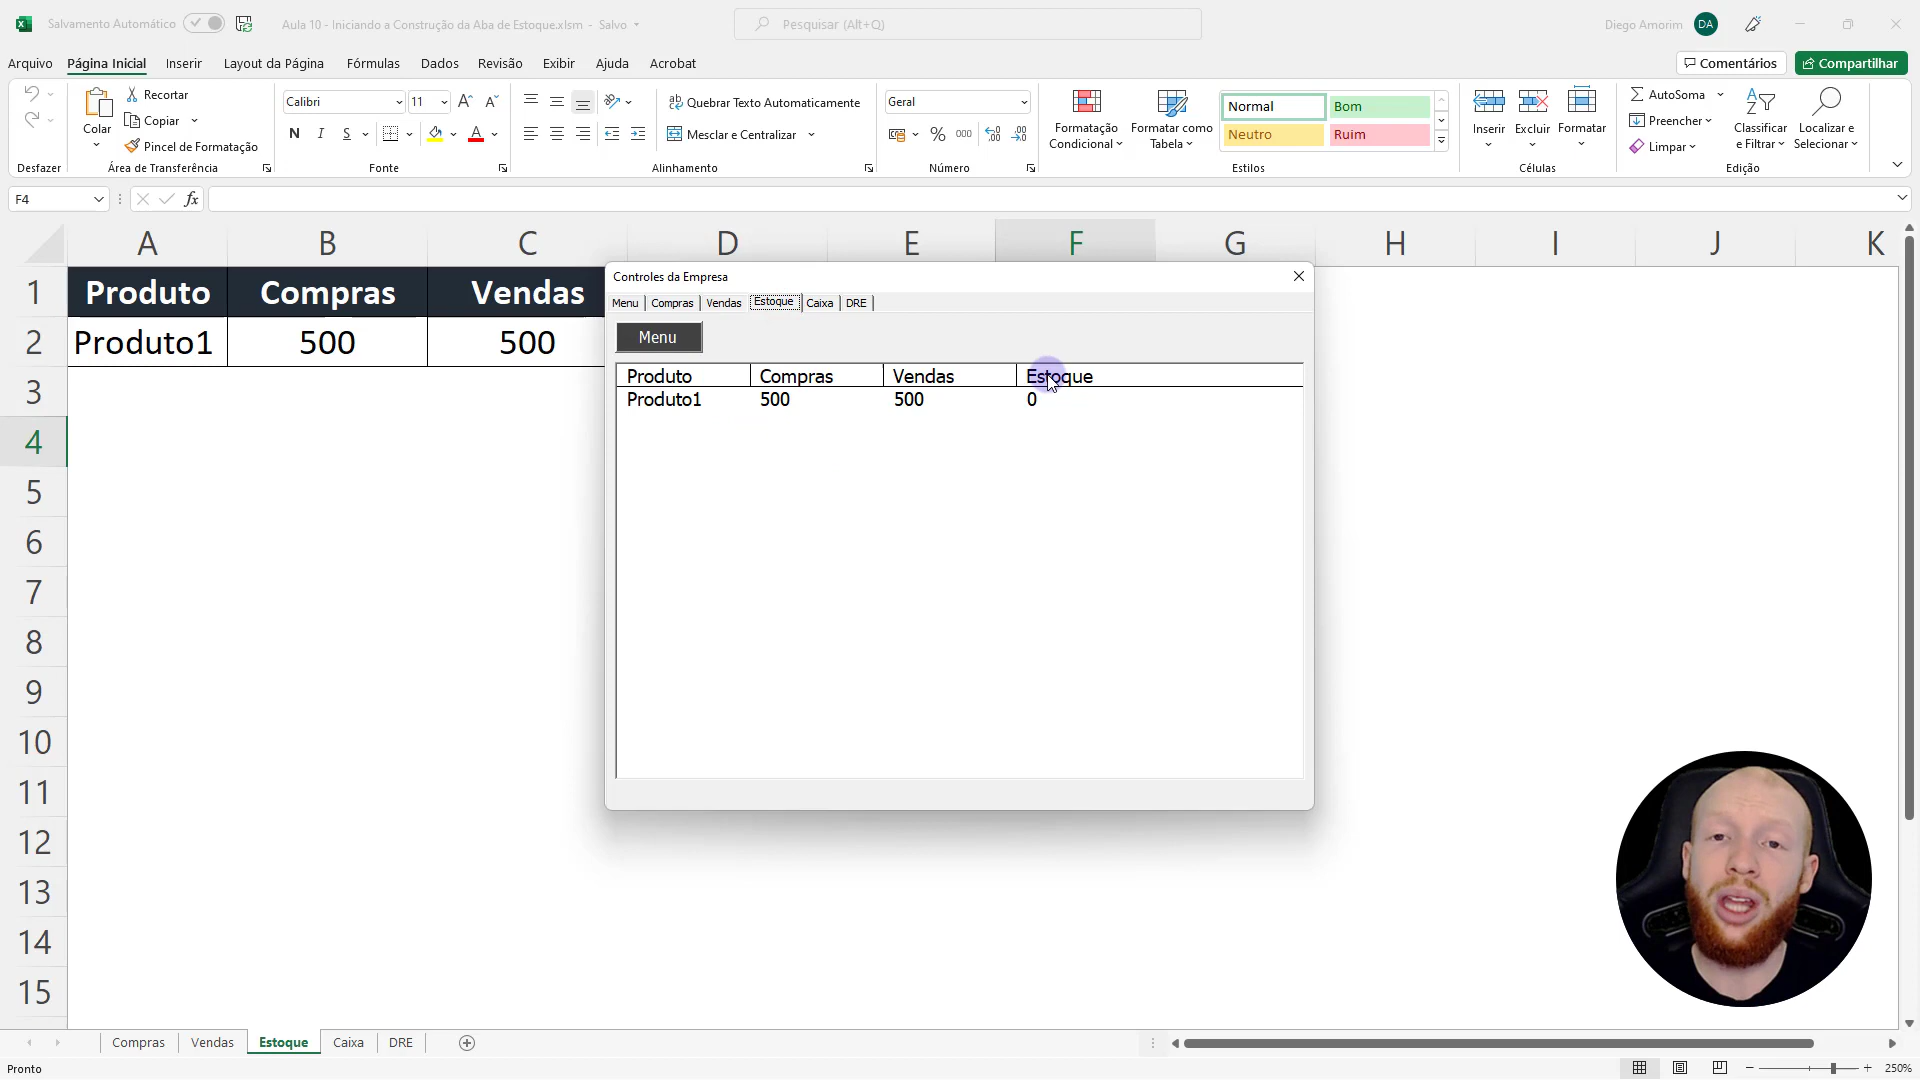 Salvamento Automático
Aula 10 - Iniciando a Construção da Aba de Estoque.xlsm - Salvo
Pesquisar (Alt+Q)
Diego Amorim
DA
Arquivo
Página Inicial
Inserir
Layout da Página
Fórmulas
Dados
Revisão
Exibir
Ajuda
Acrobat
Comentários
Compartilhar
Desfazer
Colar
Recortar
Copiar
Pincel de Formatação
Área de Transferência
Calibri
11
N I S
Fonte
Quebrar Texto Automaticamente
Mesclar e Centralizar
Alinhamento
Geral
% 000
Número
Formatação
Condicional
Formatar como
Tabela
Normal
Bom
Neutro
Ruim
Estilos
Inserir
Excluir
Formatar
Células
AutoSoma
Preencher
Limpar
Classificar
e Filtrar
Localizar e
Selecionar
Edição
F4
fx
A B C D E F G H I J K
1 Produto Compras Vendas
2 Produto1 500 500
3
4
5
6
7
8
9
10
11
12
13
14
15
Controles da Empresa
Menu Compras Vendas Estoque Caixa DRE
Menu
Produto Compras Vendas Estoque
Produto1 500 500 0
Compras Vendas Estoque Caixa DRE
Pronto
250%